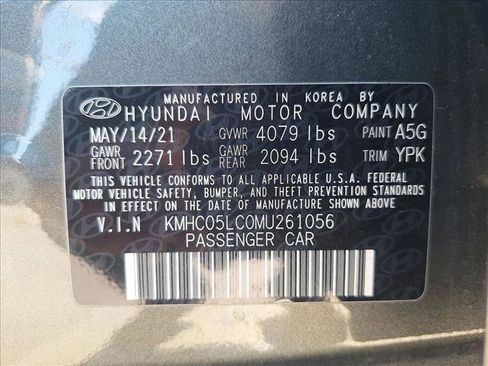 MANUFACTURED IN KOREA BY
HYUNDAI MOTOR COMPANY
MAY/14/21 GVWR 4079 lbs PAINT A5G
GAWR FRONT 2271 lbs GAWR REAR 2094 lbs TRIM YPK
THIS VEHICLE CONFORMS TO ALL APPLICABLE U.S.A. FEDERAL
MOTOR VEHICLE SAFETY, BUMPER, AND THEFT PREVENTION STANDARDS
IN EFFECT ON THE DATE OF MANUFACTURE SHOWN ABOVE.
V.I.N KMHC05LC0MU261056
PASSENGER CAR